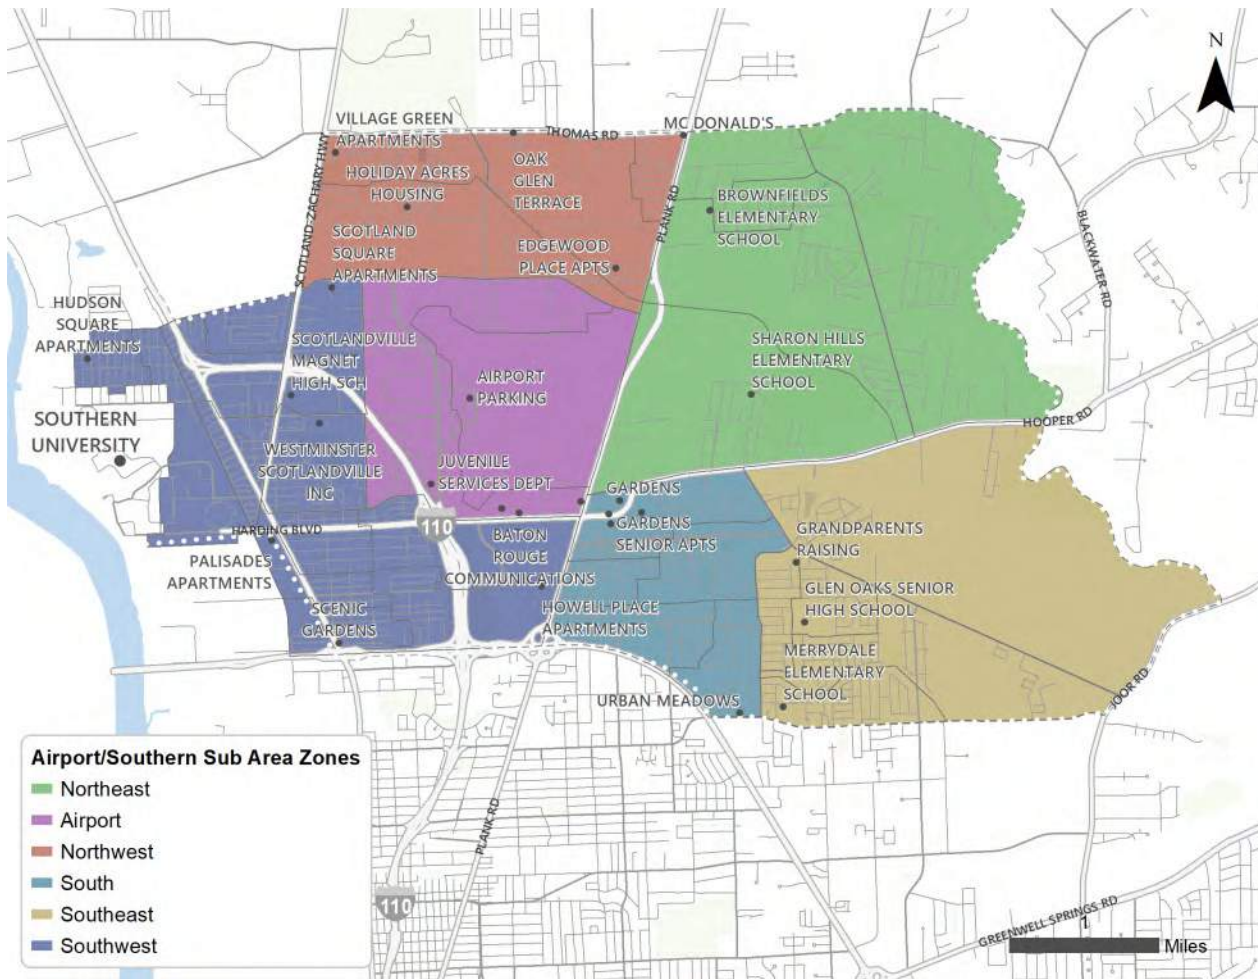 N
VILLAGE GREEN
APARTMENTS
THOMAS RD
MC DONALD'S
SCOTLAND-ZACHARY HWY
HOLIDAY ACRES
HOUSING
OAK
GLEN
TERRACE
PLANK RD
BROWNFIELDS
ELEMENTARY
SCHOOL
BLACKWATER RD
SCOTLAND
SQUARE
APARTMENTS
EDGEWOOD
PLACE APTS
HUDSON
SQUARE
APARTMENTS
SCOTLANDVILLE
MAGNET
HIGH SCH
SHARON HILLS
ELEMENTARY
SCHOOL
AIRPORT
PARKING
SOUTHERN
UNIVERSITY
HOOPER RD
WESTMINSTER
SCOTLANDVILLE
INC
JUVENILE
SERVICES DEPT
GARDENS
HARDING BLVD
110
GARDENS
SENIOR APTS
GRANDPARENTS
RAISING
PALISADES
APARTMENTS
BATON
ROUGE
COMMUNICATIONS
GLEN OAKS SENIOR
HIGH SCHOOL
SCENIC
GARDENS
HOWELL PLACE
APARTMENTS
MERRYDALE
ELEMENTARY
SCHOOL
URBAN MEADOWS
JOOR RD
Airport/Southern Sub Area Zones
Northeast
Airport
Northwest
South
Southeast
Southwest
PLANK RD
110
GREENWELL SPRINGS RD
1
Miles